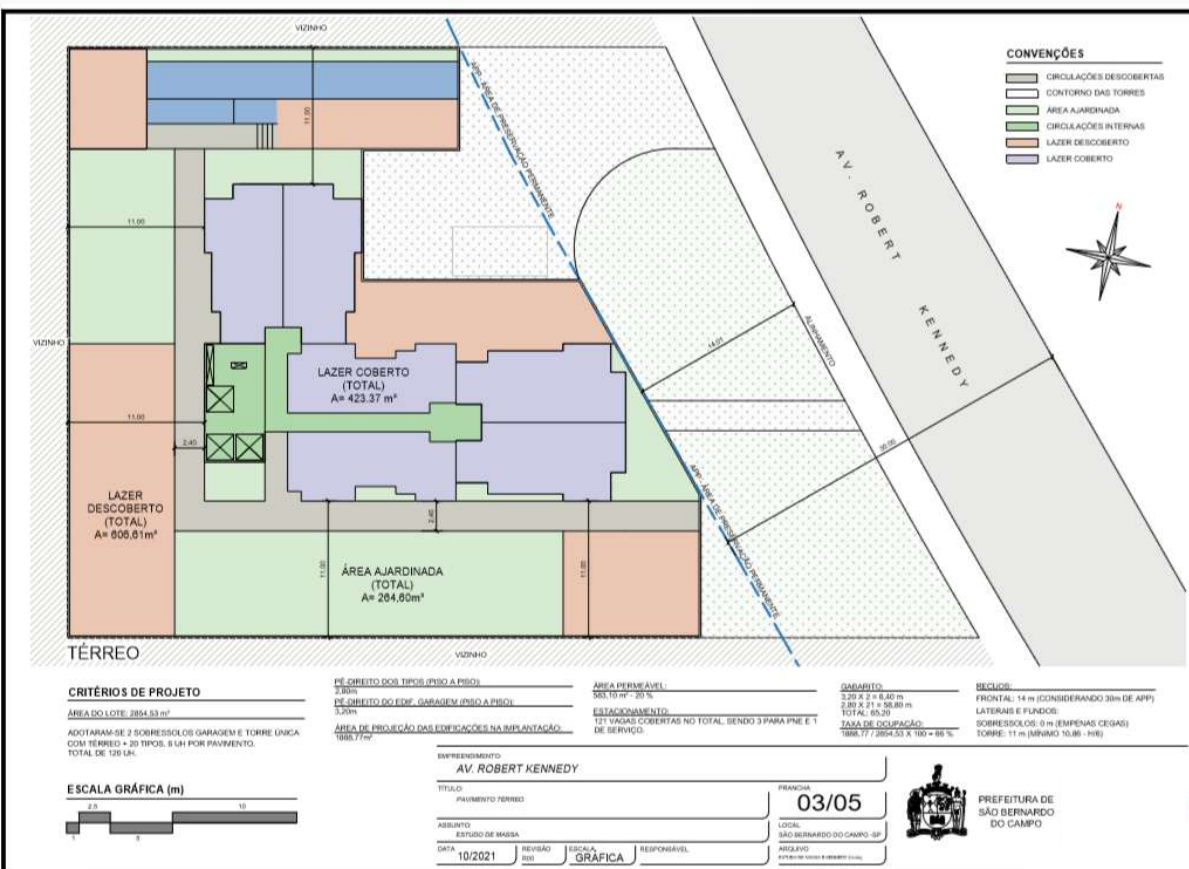 VIZINHO
CONVENÇÕES
CIRCULAÇÕES DESCOBERTAS
CONTORNO DAS TORRES
ÁREA AJARDINADA
CIRCULAÇÕES INTERNAS
LAZER DESCOBERTO
LAZER COBERTO
N
APP - ÁREA DE PRESERVAÇÃO PERMANENTE
AV. ROBERT KENNEDY
11.00
11.00
VIZINHO
ALINHAMENTO
14.01
LAZER COBERTO
(TOTAL)
A= 423.37 m²
11.00
2.40
30.00
LAZER
DESCOBERTO
(TOTAL)
A= 606,61m²
APP - ÁREA DE PRESERVAÇÃO PERMANENTE
2.40
11.00
11.00
ÁREA AJARDINADA
(TOTAL)
A= 264,60m²
TÉRREO
VIZINHO
CRITÉRIOS DE PROJETO
ÁREA DO LOTE: 2854,53 m²
ADOTARAM-SE 2 SOBRESSOLOS GARAGEM E TORRE ÚNICA
COM TÉRREO + 20 TIPOS, 6 UH POR PAVIMENTO.
TOTAL DE 120 UH.
PÉ-DIREITO DOS TIPOS (PISO A PISO):
2,80m
PÉ-DIREITO DO EDIF. GARAGEM (PISO A PISO):
3,20m
ÁREA DE PROJEÇÃO DAS EDIFICAÇÕES NA IMPLANTAÇÃO:
1888,77m²
ÁREA PERMEÁVEL:
583,10 m² - 20 %
ESTACIONAMENTO:
121 VAGAS COBERTAS NO TOTAL, SENDO 3 PARA PNE E 1
DE SERVIÇO.
GABARITO:
3,20 X 2 = 6,40 m
2,80 X 21 = 58,80 m
TOTAL: 65,20
TAXA DE OCUPAÇÃO:
1888,77 / 2854,53 X 100 = 66 %
RECUOS:
FRONTAL: 14 m (CONSIDERANDO 30m DE APP)
LATERAIS E FUNDOS:
SOBRESSOLOS: 0 m (EMPENAS CEGAS)
TORRE: 11 m (MÍNIMO 10,86 - H/6)
ESCALA GRÁFICA (m)
2.5 10
1 5
EMPREENDIMENTO
AV. ROBERT KENNEDY
TÍTULO
PAVIMENTO TÉRREO
PRANCHA
03/05
ASSUNTO
ESTUDO DE MASSA
LOCAL
SÃO BERNARDO DO CAMPO -SP
DATA 10/2021
REVISÃO R00
ESCALA GRÁFICA
RESPONSÁVEL
ARQUIVO
PREFEITURA DE
SÃO BERNARDO
DO CAMPO